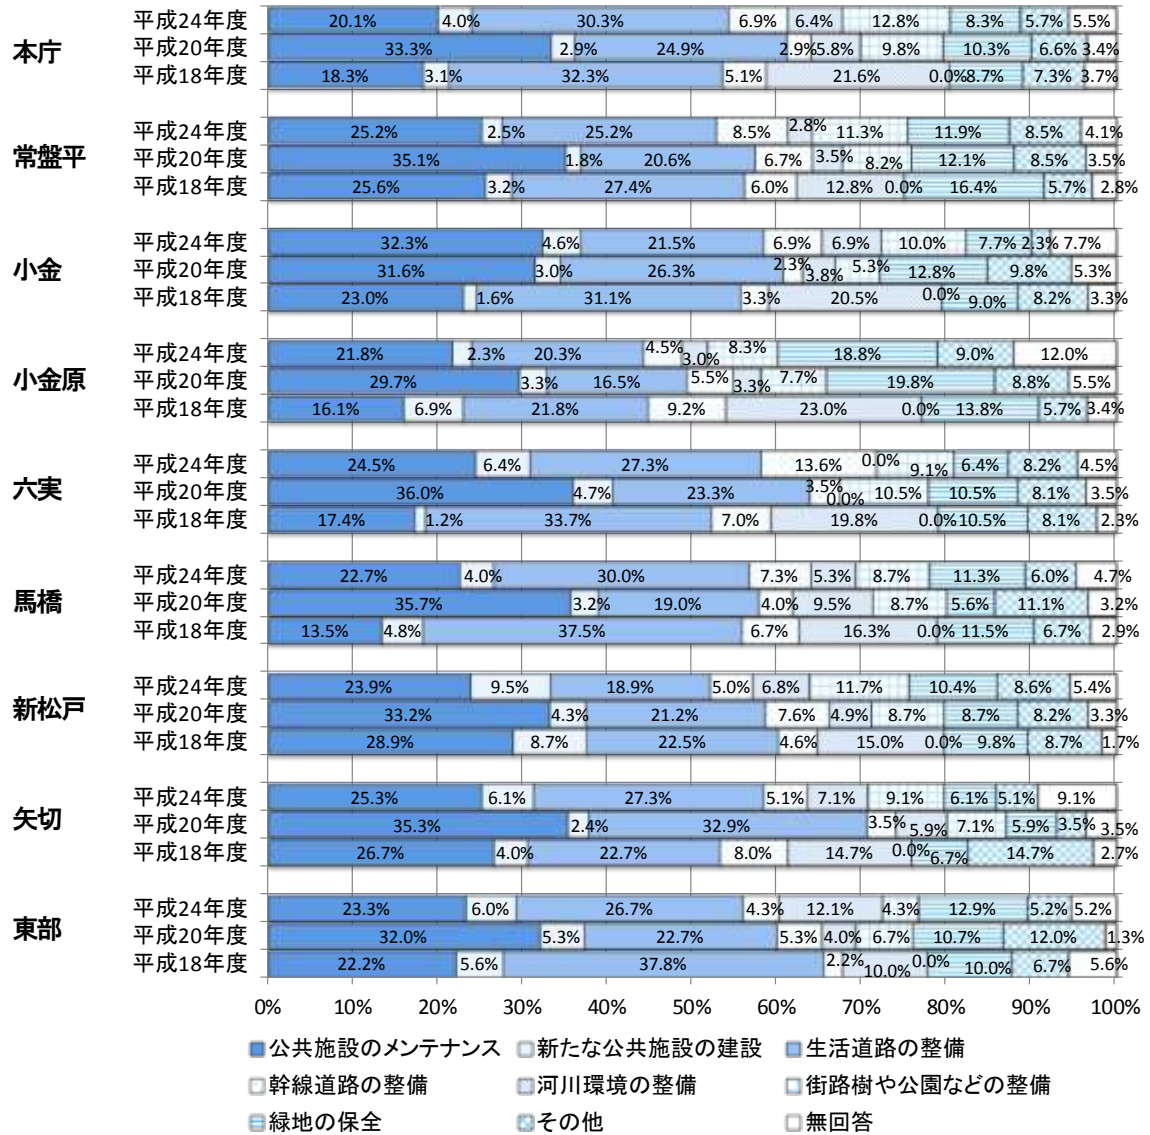 本庁
平成24年度 20.1% 4.0% 30.3% 6.9% 6.4% 12.8% 8.3% 5.7% 5.5%
平成20年度 33.3% 2.9% 24.9% 2.9% 5.8% 9.8% 10.3% 6.6% 3.4%
平成18年度 18.3% 3.1% 32.3% 5.1% 21.6% 0.0% 8.7% 7.3% 3.7%
常盤平
平成24年度 25.2% 2.5% 25.2% 8.5% 2.8% 11.3% 11.9% 8.5% 4.1%
平成20年度 35.1% 1.8% 20.6% 6.7% 3.5% 8.2% 12.1% 8.5% 3.5%
平成18年度 25.6% 3.2% 27.4% 6.0% 12.8% 0.0% 16.4% 5.7% 2.8%
小金
平成24年度 32.3% 4.6% 21.5% 6.9% 6.9% 10.0% 7.7% 2.3% 7.7%
平成20年度 31.6% 3.0% 26.3% 2.3% 3.8% 5.3% 12.8% 9.8% 5.3%
平成18年度 23.0% 1.6% 31.1% 3.3% 20.5% 0.0% 9.0% 8.2% 3.3%
小金原
平成24年度 21.8% 2.3% 20.3% 4.5% 3.0% 8.3% 18.8% 9.0% 12.0%
平成20年度 29.7% 3.3% 16.5% 5.5% 3.3% 7.7% 19.8% 8.8% 5.5%
平成18年度 16.1% 6.9% 21.8% 9.2% 23.0% 0.0% 13.8% 5.7% 3.4%
六実
平成24年度 24.5% 6.4% 27.3% 13.6% 0.0% 9.1% 6.4% 8.2% 4.5%
平成20年度 36.0% 4.7% 23.3% 3.5% 0.0% 10.5% 10.5% 8.1% 3.5%
平成18年度 17.4% 1.2% 33.7% 7.0% 19.8% 0.0% 10.5% 8.1% 2.3%
馬橋
平成24年度 22.7% 4.0% 30.0% 7.3% 5.3% 8.7% 11.3% 6.0% 4.7%
平成20年度 35.7% 3.2% 19.0% 4.0% 9.5% 8.7% 5.6% 11.1% 3.2%
平成18年度 13.5% 4.8% 37.5% 6.7% 16.3% 0.0% 11.5% 6.7% 2.9%
新松戸
平成24年度 23.9% 9.5% 18.9% 5.0% 6.8% 11.7% 10.4% 8.6% 5.4%
平成20年度 33.2% 4.3% 21.2% 7.6% 4.9% 8.7% 8.7% 8.2% 3.3%
平成18年度 28.9% 8.7% 22.5% 4.6% 15.0% 0.0% 9.8% 8.7% 1.7%
矢切
平成24年度 25.3% 6.1% 27.3% 5.1% 7.1% 9.1% 6.1% 5.1% 9.1%
平成20年度 35.3% 2.4% 32.9% 3.5% 5.9% 7.1% 5.9% 3.5% 3.5%
平成18年度 26.7% 4.0% 22.7% 8.0% 14.7% 0.0% 6.7% 14.7% 2.7%
東部
平成24年度 23.3% 6.0% 26.7% 4.3% 12.1% 4.3% 12.9% 5.2% 5.2%
平成20年度 32.0% 5.3% 22.7% 5.3% 4.0% 6.7% 10.7% 12.0% 1.3%
平成18年度 22.2% 5.6% 37.8% 2.2% 10.0% 0.0% 10.0% 6.7% 5.6%
0% 10% 20% 30% 40% 50% 60% 70% 80% 90% 100%
公共施設のメンテナンス 新たな公共施設の建設 生活道路の整備
幹線道路の整備 河川環境の整備 街路樹や公園などの整備
緑地の保全 その他 無回答